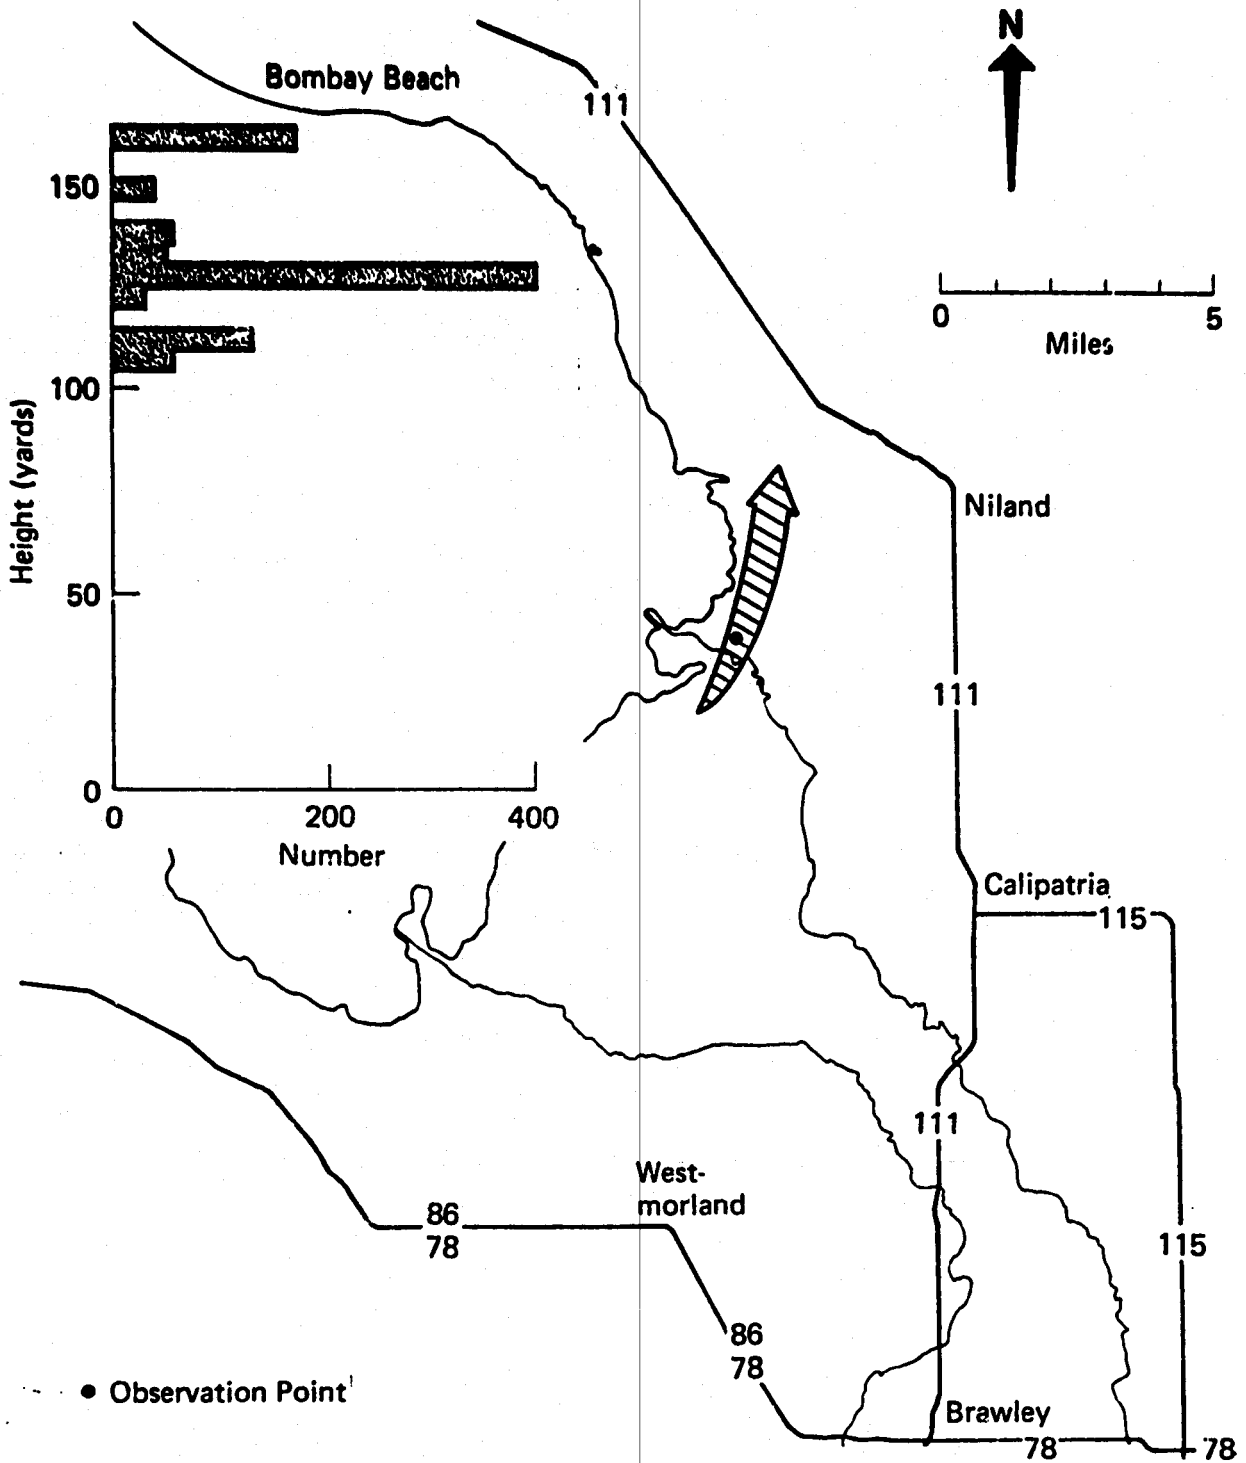 N
Bombay Beach
111
150
0
5
Miles
100
Height (yards)
Niland
50
111
0
0
200
400
Number
Calipatria
115
111
West-
morland
86
78
115
86
78
• Observation Point
Brawley
78
78